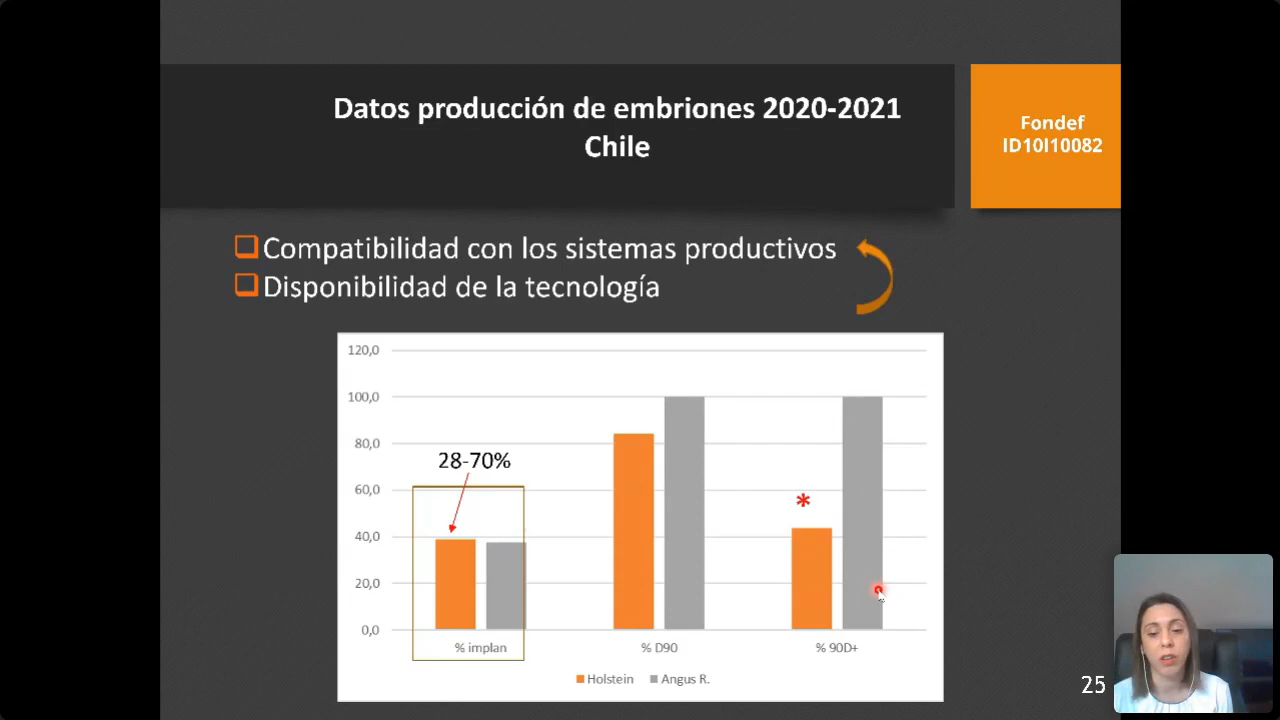 Datos producción de embriones 2020-2021
Chile
Fondef
ID10I10082
Compatibilidad con los sistemas productivos
Disponibilidad de la tecnología
120,0
100,0
80,0
60,0
40,0
20,0
0,0
28-70%
*
% implan
% D90
% 90D+
Holstein
Angus R.
25